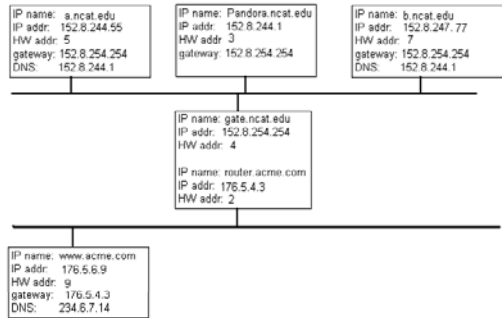 IP name: a.ncat.edu
IP addr: 152.8.244.55
HW addr: 5
gateway: 152.8.254.254
DNS: 152.8.244.1
IP name: Pandora.ncat.edu
IP addr: 152.8.244.1
HW addr: 3
gateway: 152.8.254.254
IP name: b.ncat.edu
IP addr: 152.8.247.77
HW addr: 7
gateway: 152.8.254.254
DNS: 152.8.244.1
IP name: gate.ncat.edu
IP addr: 152.8.254.254
HW addr: 4
IP name: router.acme.com
IP addr: 176.5.4.3
HW addr: 2
IP name: www.acme.com
IP addr: 176.5.6.9
HW addr: 9
gateway: 176.5.4.3
DNS: 234.6.7.14